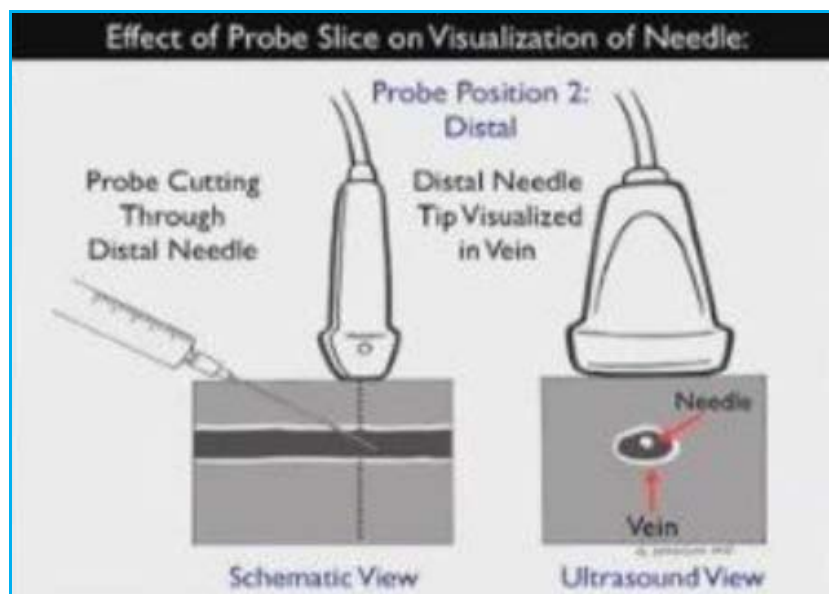 Effect of Probe Slice on Visualization of Needle:
Probe Position 2:
Distal
Probe Cutting
Through
Distal Needle
Distal Needle
Tip Visualized
in Vein
Needle
Vein
Schematic View
Ultrasound View